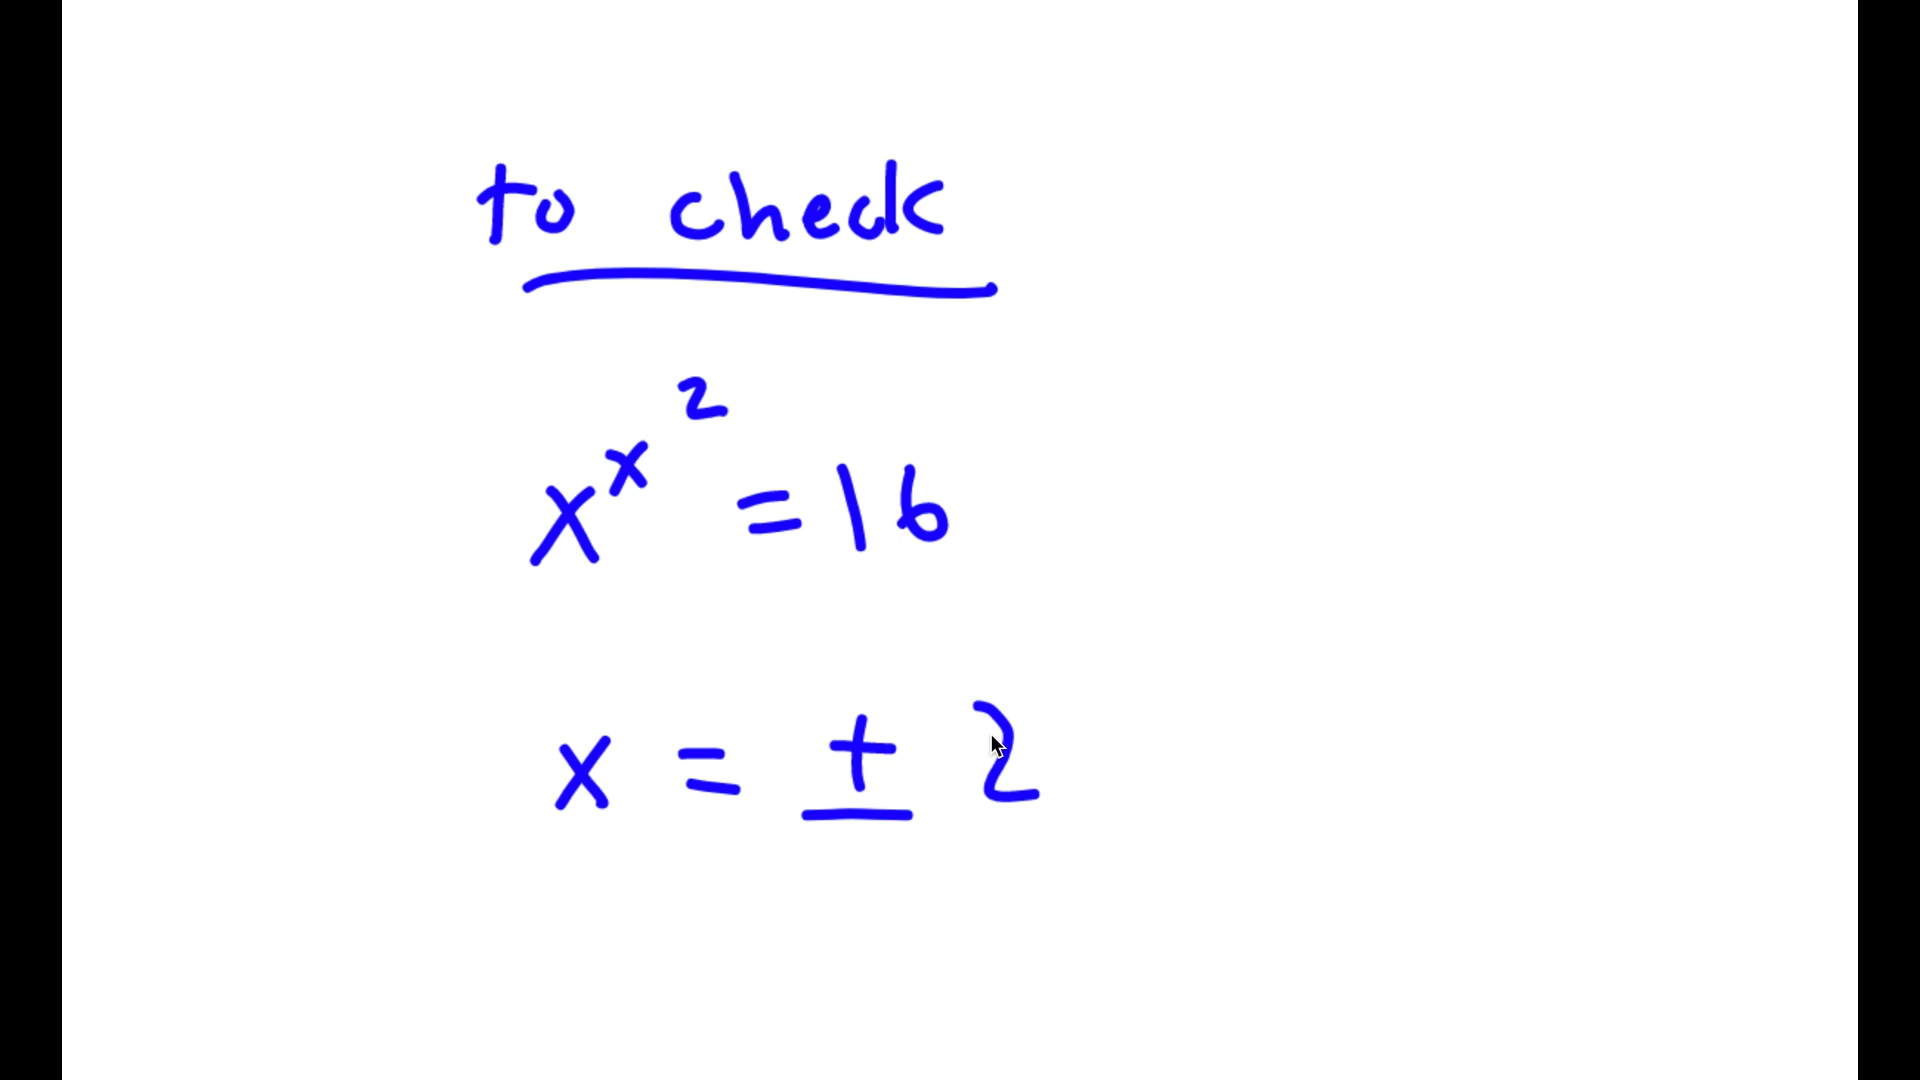 to check
x^x^2 = 16
x = ± 2